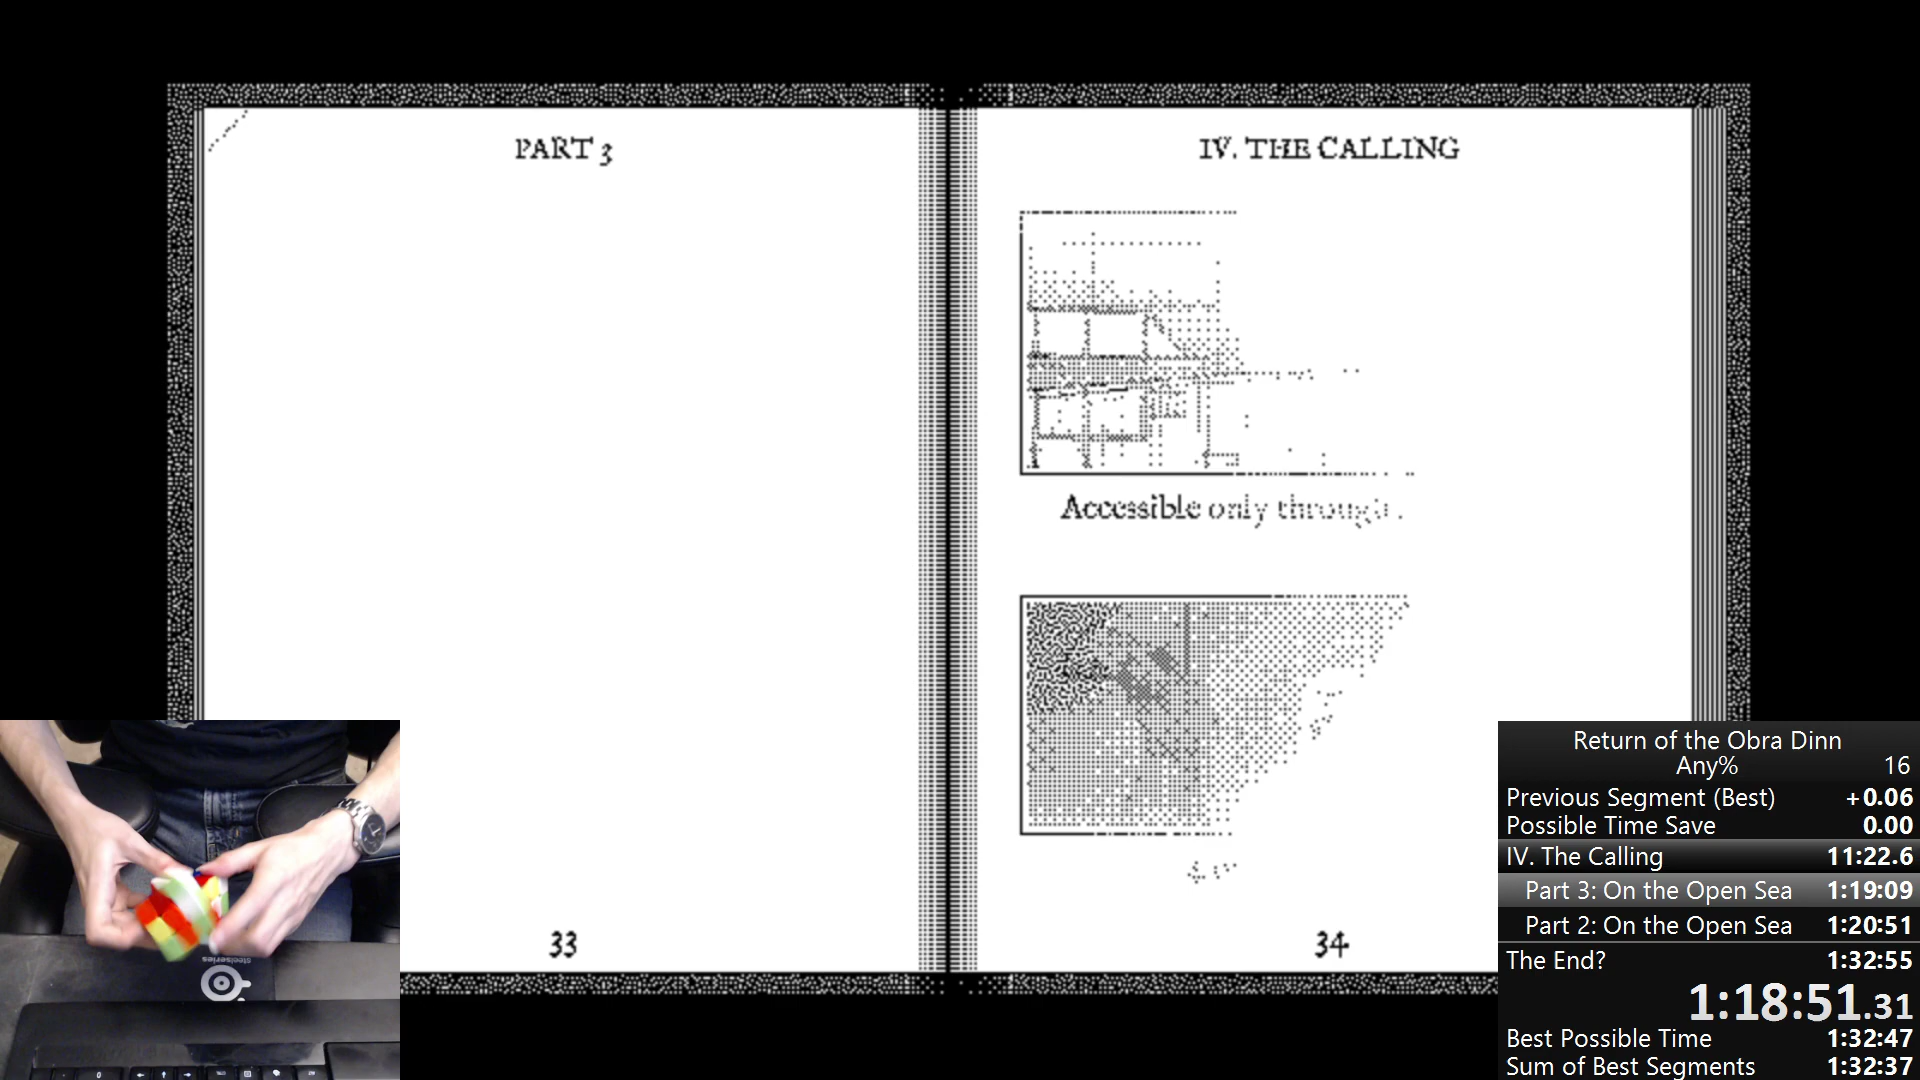 PART 3
IV. THE CALLING
Accessible only through
33
34
steelseries
Return of the Obra Dinn
Any%
16
Previous Segment (Best) +0.06
Possible Time Save 0.00
IV. The Calling 11:22.6
Part 3: On the Open Sea 1:19:09
Part 2: On the Open Sea 1:20:51
The End? 1:32:55
1:18:51.31
Best Possible Time 1:32:47
Sum of Best Segments 1:32:37